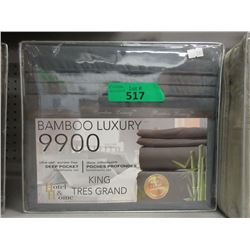 Lot #
517
BAMBOO LUXURY
9900
DEEP POCKET
POCHES PROFONDES
KING
TRES GRAND
Hotel
Home